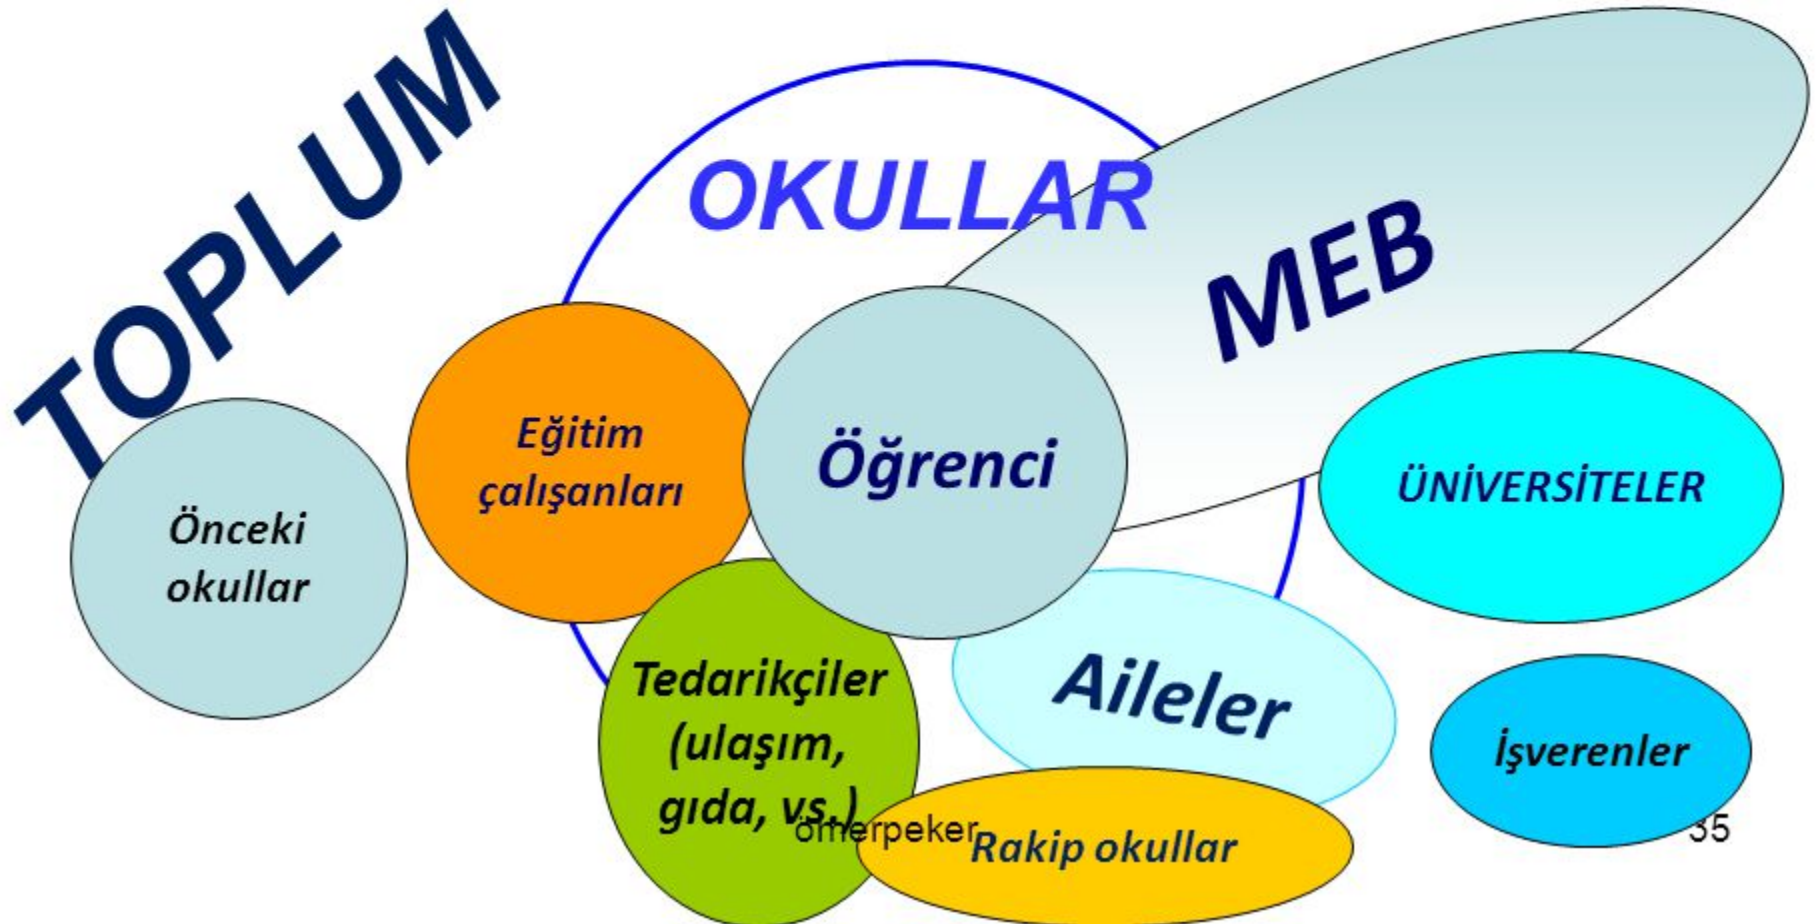 TOPLUM
OKULLAR
MEB
Eğitim
çalışanları
Öğrenci
ÜNİVERSİTELER
Önceki
okullar
Tedarikçiler
(ulaşım,
gıda, vs.)
Aileler
İşverenler
ömerpeker
Rakip okullar
35